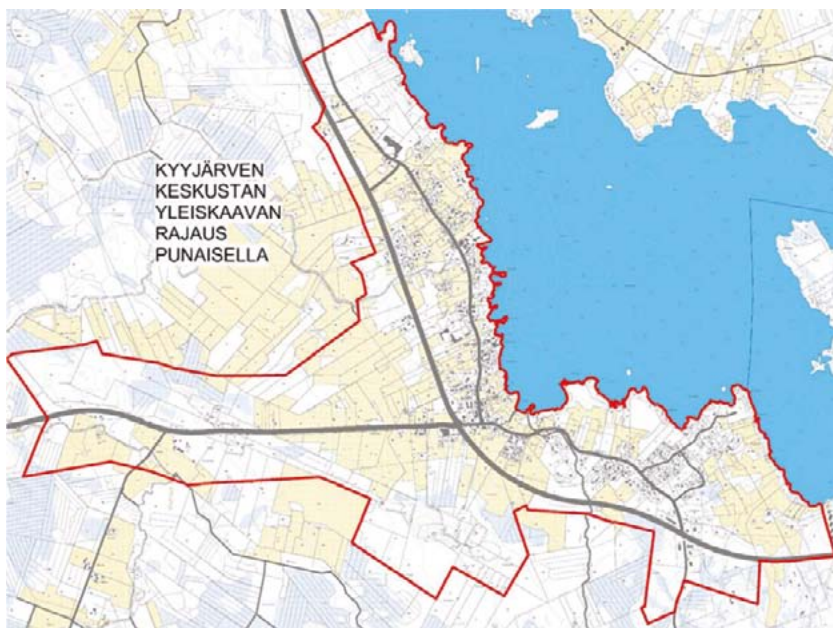 KYYJÄRVEN
KESKUSTAN
YLEISKAAVAN
RAJAUS
PUNAISELLA